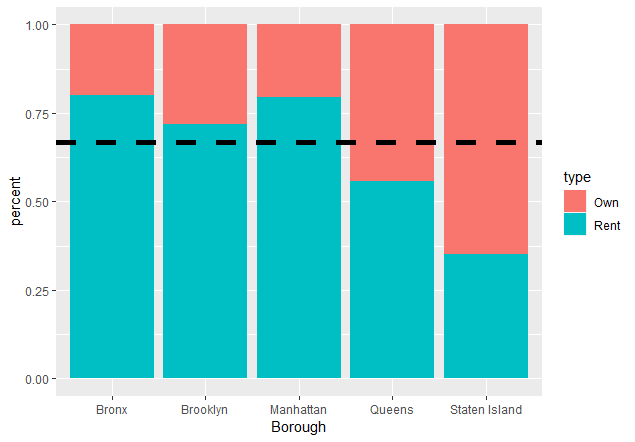 1.00
0.75
0.50
0.25
0.00
percent
Bronx Brooklyn Manhattan Queens Staten Island
Borough
type
Own
Rent